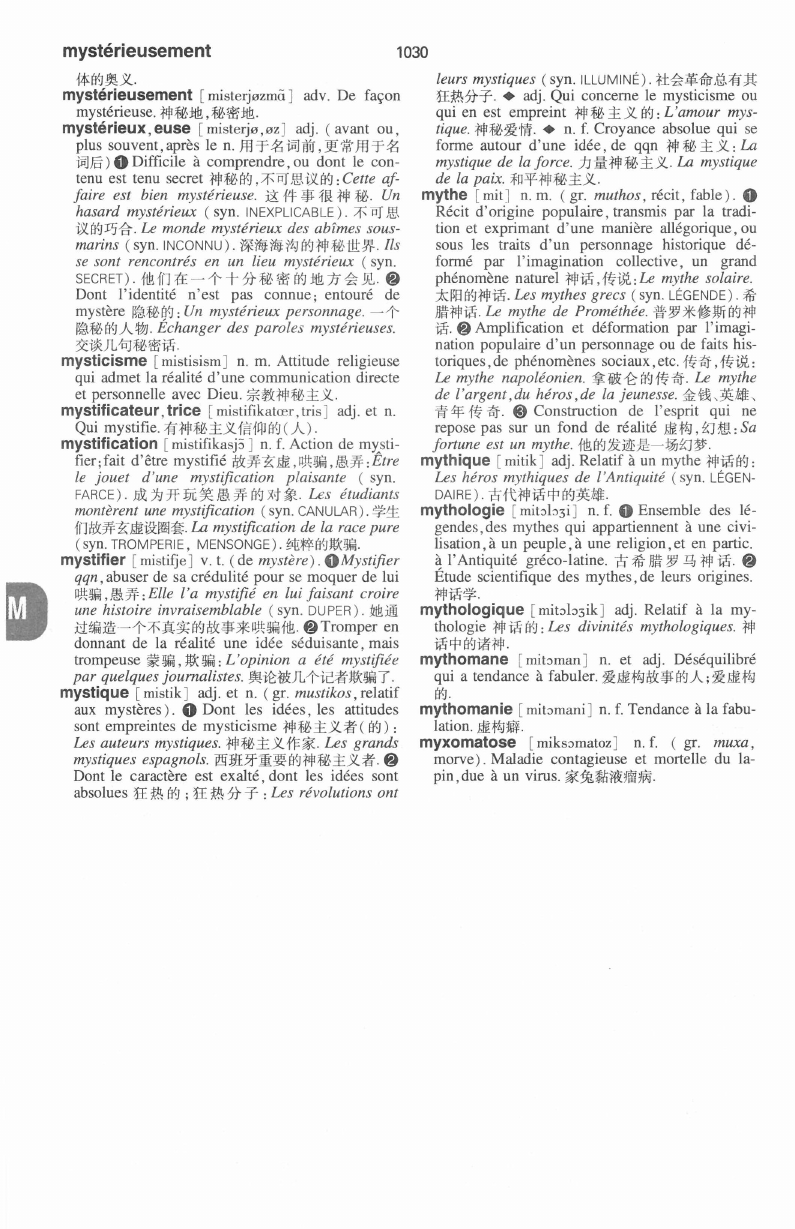 mystérieusement
1030
体的奥义.
mystérieusement [misterjøzmɑ̃] adv. De façon
mystérieuse. 神秘地,秘密地.
mystérieux,euse [misterjø,øz] adj. (avant ou,
plus souvent,après le n. 用于名词前,更常用于名
词后) ❶ Difficile à comprendre,ou dont le con-
tenu est tenu secret 神秘的,不可思议的:Cette af-
faire est bien mystérieuse. 这件事很神秘. Un
hasard mystérieux (syn. INEXPLICABLE). 不可思
议的巧合. Le monde mystérieux des abîmes sous-
marins (syn. INCONNU). 深海海沟的神秘世界. Ils
se sont rencontrés en un lieu mystérieux (syn.
SECRET). 他们在一个十分秘密的地方会见. ❷
Dont l'identité n'est pas connue; entouré de
mystère 隐秘的:Un mystérieux personnage. 一个
隐秘的人物. Échanger des paroles mystérieuses.
交谈几句秘密话.
mysticisme [mistisism] n. m. Attitude religieuse
qui admet la réalité d'une communication directe
et personnelle avec Dieu. 宗教神秘主义.
mystificateur,trice [mistifikatœr,tris] adj. et n.
Qui mystifie. 有神秘主义信仰的(人).
mystification [mistifikasjɔ̃] n. f. Action de mysti-
fier;fait d'être mystifié 故弄玄虚,哄骗,愚弄:Être
le jouet d'une mystification plaisante (syn.
FARCE). 成为开玩笑愚弄的对象. Les étudiants
montèrent une mystification (syn. CANULAR). 学生
们故弄玄虚设圈套. La mystification de la race pure
(syn. TROMPERIE, MENSONGE). 纯粹的欺骗.
mystifier [mistifje] v. t. (de mystère). ❶ Mystifier
qqn,abuser de sa crédulité pour se moquer de lui
哄骗,愚弄:Elle l'a mystifié en lui faisant croire
une histoire invraisemblable (syn. DUPER). 她通
过编造一个不真实的故事来哄骗他. ❷ Tromper en
donnant de la réalité une idée séduisante, mais
trompeuse 蒙骗,欺骗:L'opinion a été mystifiée
par quelques journalistes. 舆论被几个记者欺骗了.
mystique [mistik] adj. et n. (gr. mustikos,relatif
aux mystères). ❶ Dont les idées, les attitudes
sont empreintes de mysticisme 神秘主义者(的):
Les auteurs mystiques. 神秘主义作家. Les grands
mystiques espagnols. 西班牙重要的神秘主义者. ❷
Dont le caractère est exalté,dont les idées sont
absolues 狂热的;狂热分子:Les révolutions ont
M
leurs mystiques (syn. ILLUMINÉ). 社会革命总有其
狂热分子. ◆ adj. Qui concerne le mysticisme ou
qui en est empreint 神秘主义的:L'amour mys-
tique. 神秘爱情. ◆ n. f. Croyance absolue qui se
forme autour d'une idée,de qqn 神秘主义:La
mystique de la force. 力量神秘主义. La mystique
de la paix. 和平神秘主义.
mythe [mit] n. m. (gr. muthos, récit, fable). ❶
Récit d'origine populaire,transmis par la tradi-
tion et exprimant d'une manière allégorique,ou
sous les traits d'un personnage historique dé-
formé par l'imagination collective, un grand
phénomène naturel 神话,传说:Le mythe solaire.
太阳的神话. Les mythes grecs (syn. LÉGENDE). 希
腊神话. Le mythe de Prométhée. 普罗米修斯的神
话. ❷ Amplification et déformation par l'imagi-
nation populaire d'un personnage ou de faits his-
toriques,de phénomènes sociaux,etc. 传奇,传说:
Le mythe napoléonien. 拿破仑的传奇. Le mythe
de l'argent,du héros,de la jeunesse. 金钱、英雄、
青年传奇. ❸ Construction de l'esprit qui ne
repose pas sur un fond de réalité 虚构,幻想:Sa
fortune est un mythe. 他的发迹是一场幻梦.
mythique [mitik] adj. Relatif à un mythe 神话的:
Les héros mythiques de l'Antiquité (syn. LÉGEN-
DAIRE). 古代神话中的英雄.
mythologie [mitɔlɔʒi] n. f. ❶ Ensemble des lé-
gendes,des mythes qui appartiennent à une civi-
lisation,à un peuple,à une religion,et en partic.
à l'Antiquité gréco-latine. 古希腊罗马神话. ❷
Étude scientifique des mythes,de leurs origines.
神话学.
mythologique [mitɔlɔʒik] adj. Relatif à la my-
thologie 神话的:Les divinités mythologiques. 神
话中的诸神.
mythomane [mitɔman] n. et adj. Déséquilibré
qui a tendance à fabuler. 爱虚构故事的人;爱虚构
的.
mythomanie [mitɔmani] n. f. Tendance à la fabu-
lation. 虚构癖.
myxomatose [miksɔmatoz] n. f. (gr. muxa,
morve). Maladie contagieuse et mortelle du la-
pin,due à un virus. 家兔黏液瘤病.